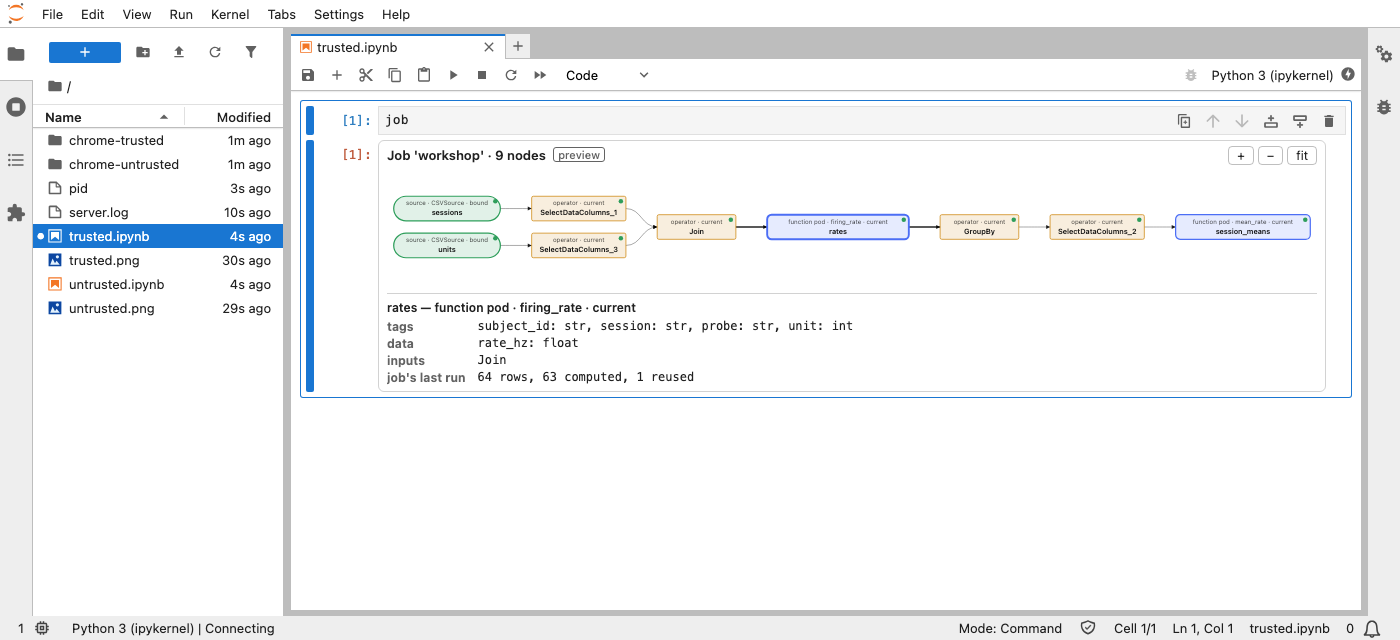 File Edit View Run Kernel Tabs Settings Help
trusted.ipynb
Code
Python 3 (ipykernel)
/
Name Modified
chrome-trusted 1m ago
chrome-untrusted 1m ago
pid 3s ago
server.log 10s ago
trusted.ipynb 4s ago
trusted.png 30s ago
untrusted.ipynb 4s ago
untrusted.png 29s ago
[1]: job
[1]: Job 'workshop' · 9 nodes preview
+ − fit
source · CSVSource · bound
sessions
operator · current
SelectDataColumns_1
source · CSVSource · bound
units
operator · current
SelectDataColumns_3
operator · current
Join
function pod · firing_rate · current
rates
operator · current
GroupBy
operator · current
SelectDataColumns_2
function pod · mean_rate · current
session_means
rates — function pod · firing_rate · current
tags subject_id: str, session: str, probe: str, unit: int
data rate_hz: float
inputs Join
job's last run 64 rows, 63 computed, 1 reused
1 Python 3 (ipykernel) | Connecting Mode: Command Cell 1/1 Ln 1, Col 1 trusted.ipynb 0